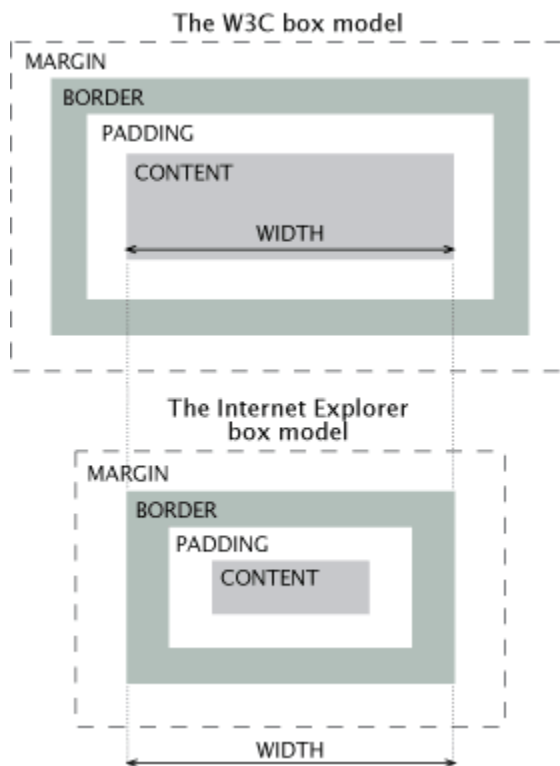 The W3C box model
MARGIN
BORDER
PADDING
CONTENT
WIDTH
The Internet Explorer
box model
MARGIN
BORDER
PADDING
CONTENT
WIDTH